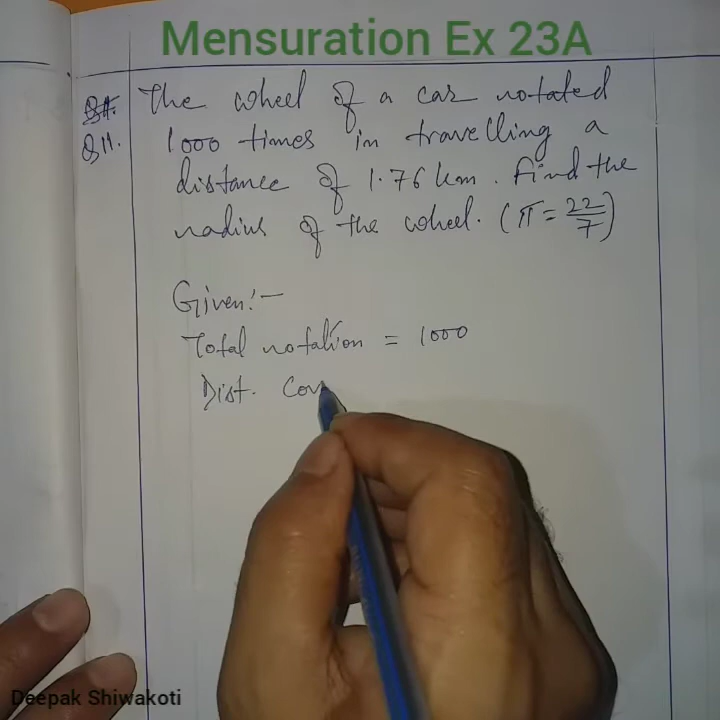 Mensuration Ex 23A
Q11. The wheel of a car rotated
1000 times in travelling a
distance of 1.76 km. Find the
radius of the wheel. (π = 22/7)
Given:-
Total rotation = 1000
Dist. Cov
Deepak Shiwakoti